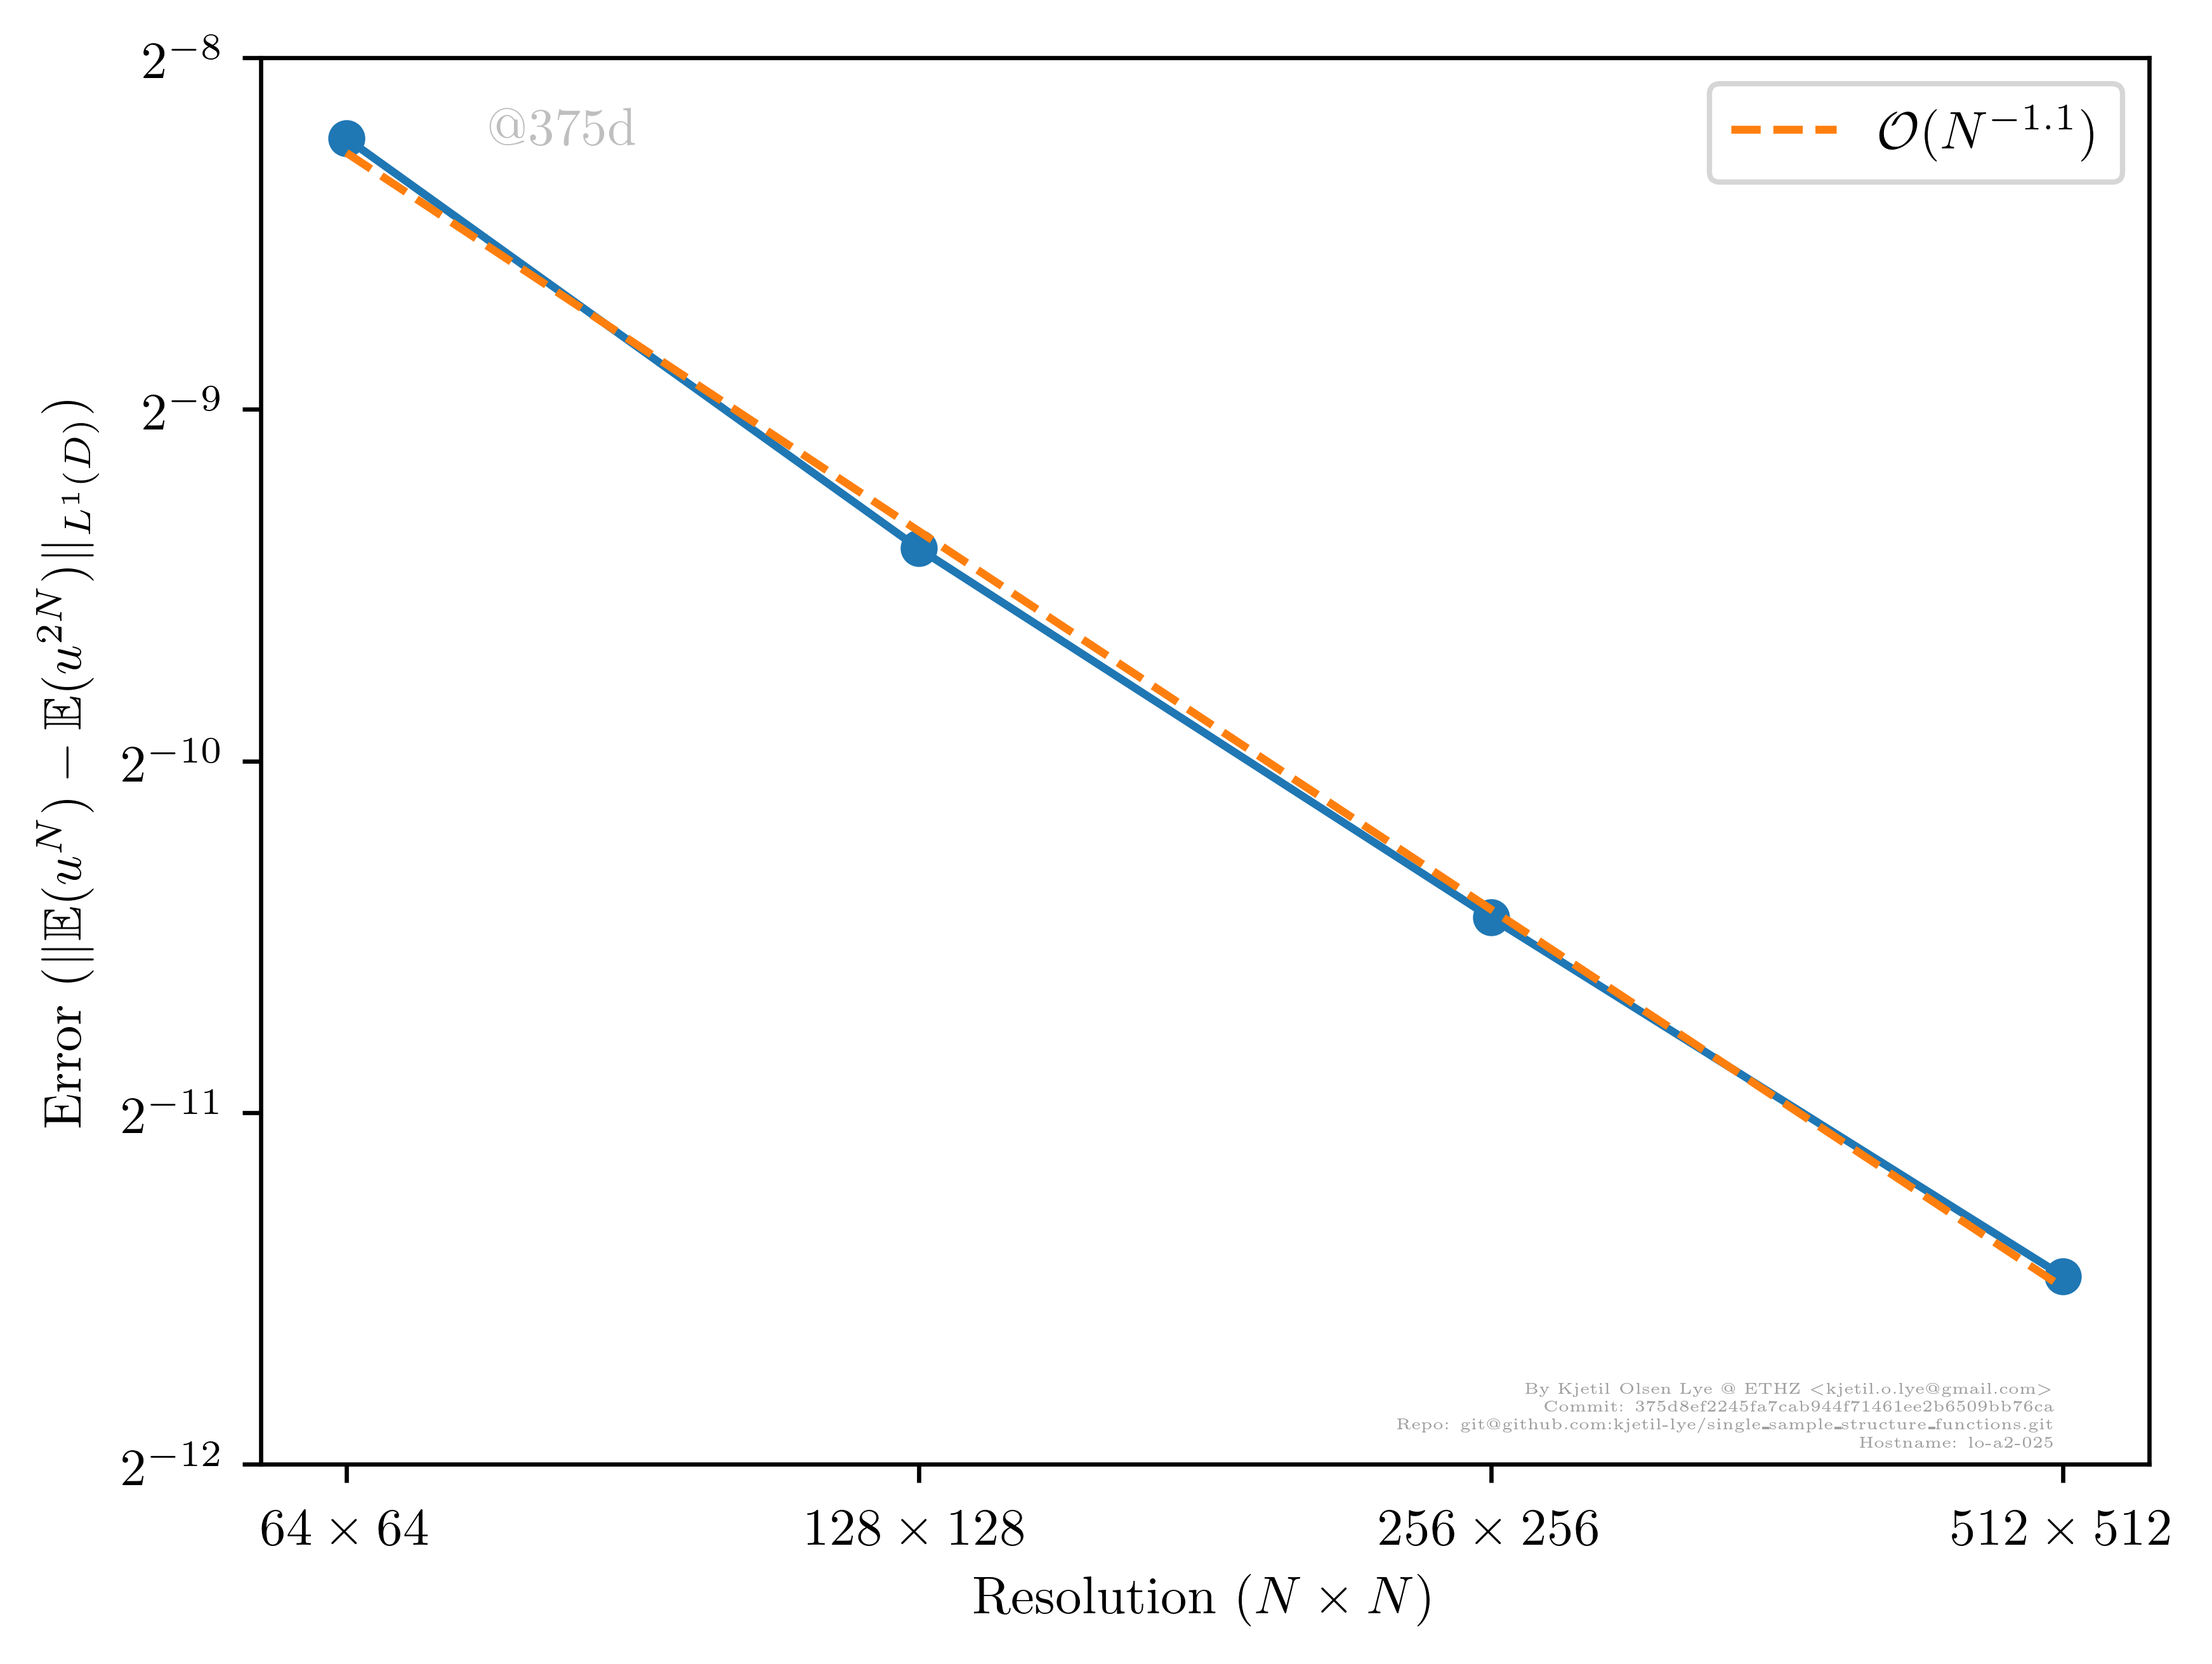 2⁻⁸
@375d
𝒪(N⁻¹·¹)
2⁻⁹
2⁻¹⁰
2⁻¹¹
2⁻¹²
Error (||𝔼(u^N) − 𝔼(u^{2N})||_{L¹(D)})
By Kjetil Olsen Lye @ ETHZ <kjetil.o.lye@gmail.com>
Commit: 375d8ef2245fa7cab944f71461ee2b6509bb76ca
Repo: git@github.com:kjetil-lye/single_sample_structure_functions.git
Hostname: lo-a2-025
64 × 64
128 × 128
256 × 256
512 × 512
Resolution (N × N)